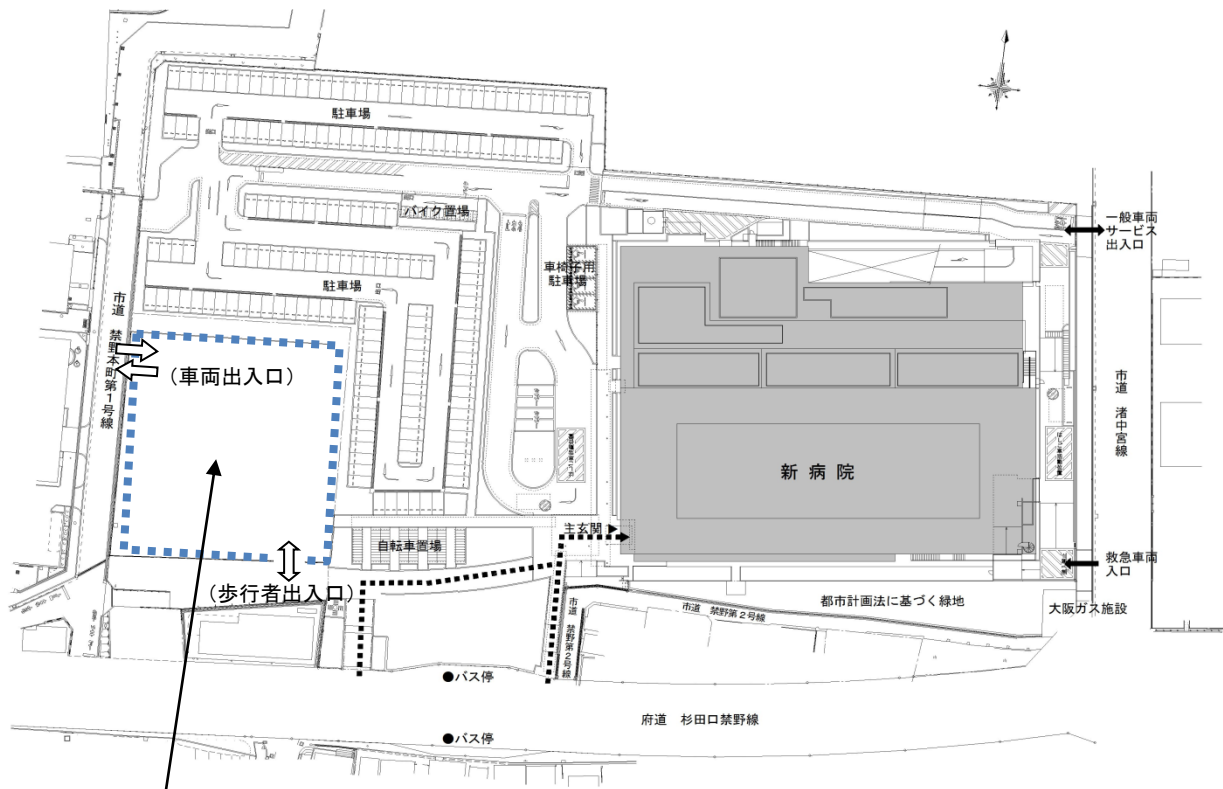 駐車場
バイク置場
一般車両
サービス
出入口
車椅子用
駐車場
駐車場
市道 禁野本町第1号線
（車両出入口）
市道 渚中宮線
新病院
主玄関
自転車置場
救急車両
入口
（歩行者出入口）
都市計画法に基づく緑地
大阪ガス施設
市道 禁野第2号線
市道 禁野第2号線
●バス停
府道 杉田口禁野線
●バス停